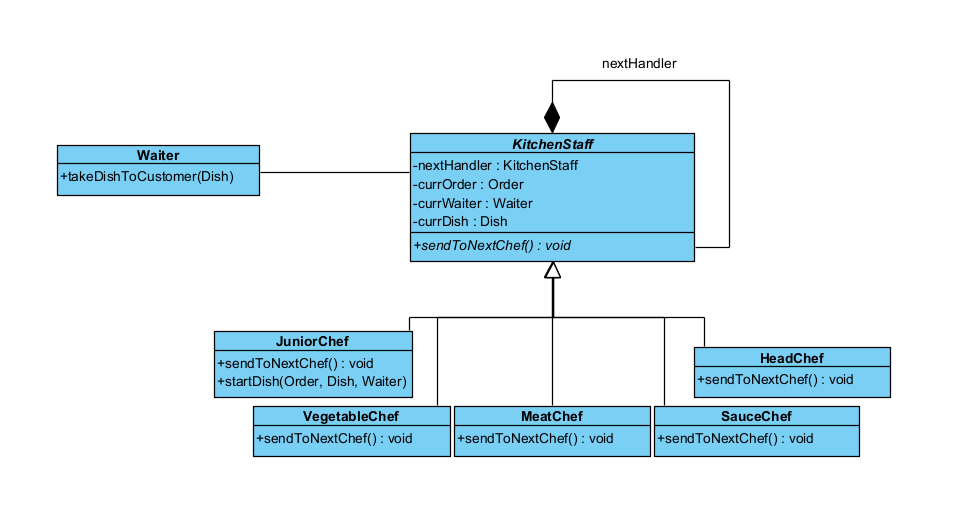 nextHandler
KitchenStaff
-nextHandler : KitchenStaff
-currOrder : Order
-currWaiter : Waiter
-currDish : Dish
+sendToNextChef() : void
Waiter
+takeDishToCustomer(Dish)
JuniorChef
+sendToNextChef() : void
+startDish(Order, Dish, Waiter)
HeadChef
+sendToNextChef() : void
VegetableChef
+sendToNextChef() : void
MeatChef
+sendToNextChef() : void
SauceChef
+sendToNextChef() : void